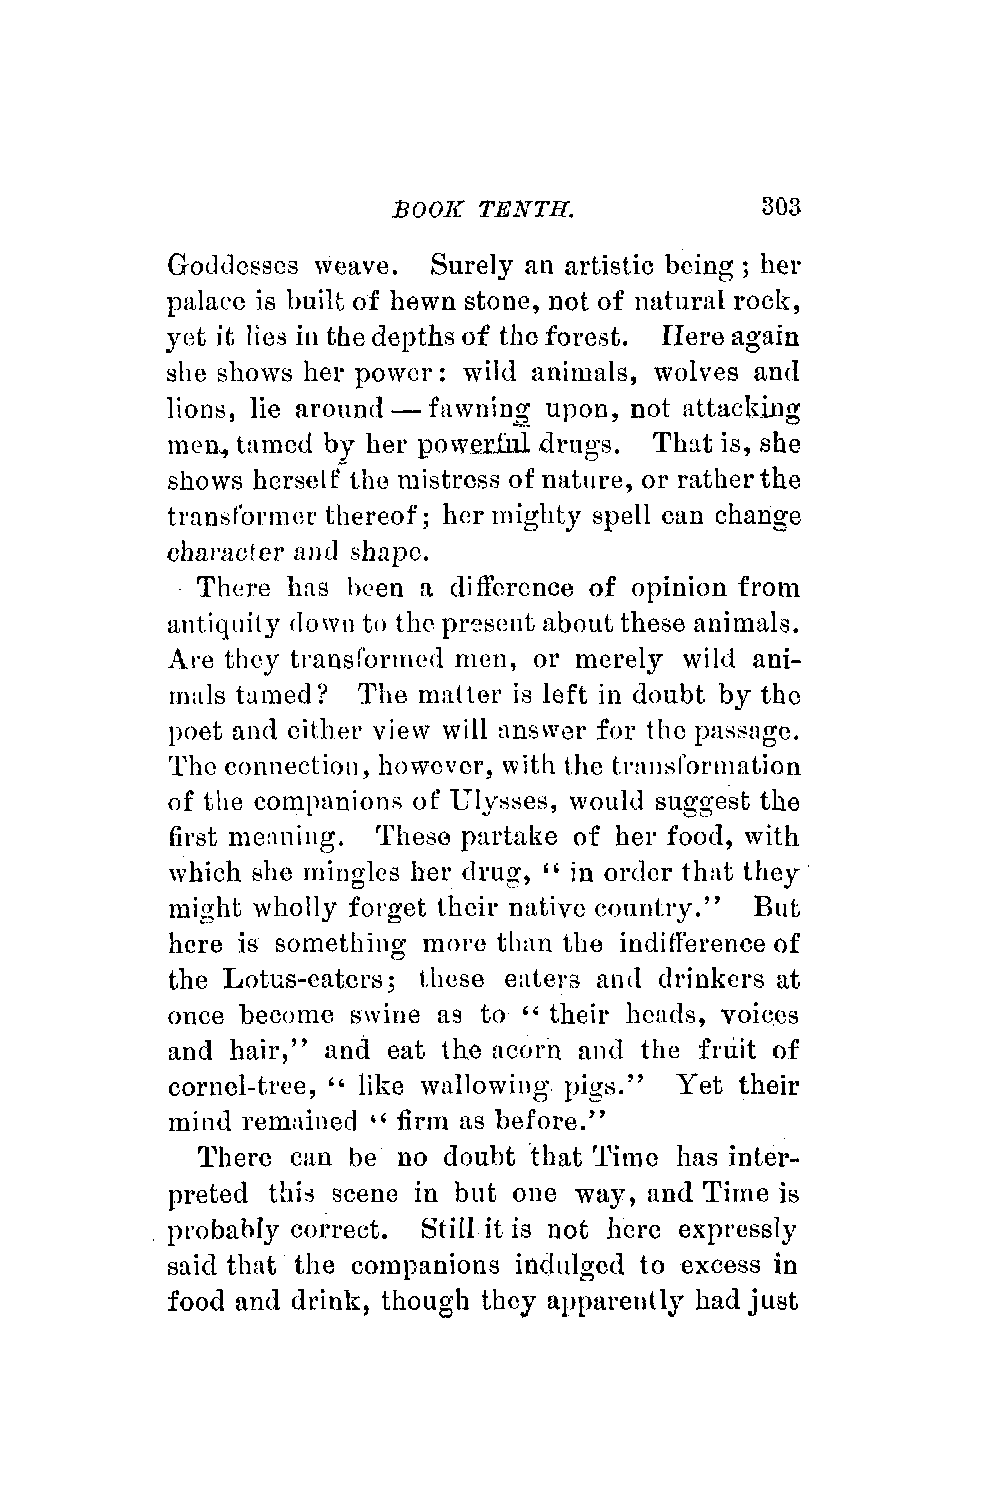 BOOK TENTH. 303
Goddesses weave. Surely an artistic being; her
palace is built of hewn stone, not of natural rock,
yet it lies in the depths of the forest. Here again
she shows her power: wild animals, wolves and
lions, lie around — fawning upon, not attacking
men, tamed by her powerful drugs. That is, she
shows herself the mistress of nature, or rather the
transformer thereof; her mighty spell can change
character and shape.
There has been a difference of opinion from
antiquity down to the present about these animals.
Are they transformed men, or merely wild ani-
mals tamed? The matter is left in doubt by the
poet and either view will answer for the passage.
The connection, however, with the transformation
of the companions of Ulysses, would suggest the
first meaning. These partake of her food, with
which she mingles her drug, "in order that they
might wholly forget their native country." But
here is something more than the indifference of
the Lotus-eaters; these eaters and drinkers at
once become swine as to "their heads, voices
and hair," and eat the acorn and the fruit of
cornel-tree, "like wallowing pigs." Yet their
mind remained "firm as before."
There can be no doubt that Time has inter-
preted this scene in but one way, and Time is
probably correct. Still it is not here expressly
said that the companions indulged to excess in
food and drink, though they apparently had just